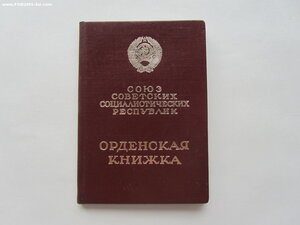 СОЮЗ
СОВЕТСКИХ
СОЦИАЛИСТИЧЕСКИХ
РЕСПУБЛИК
ОРДЕНСКАЯ
КНИЖКА